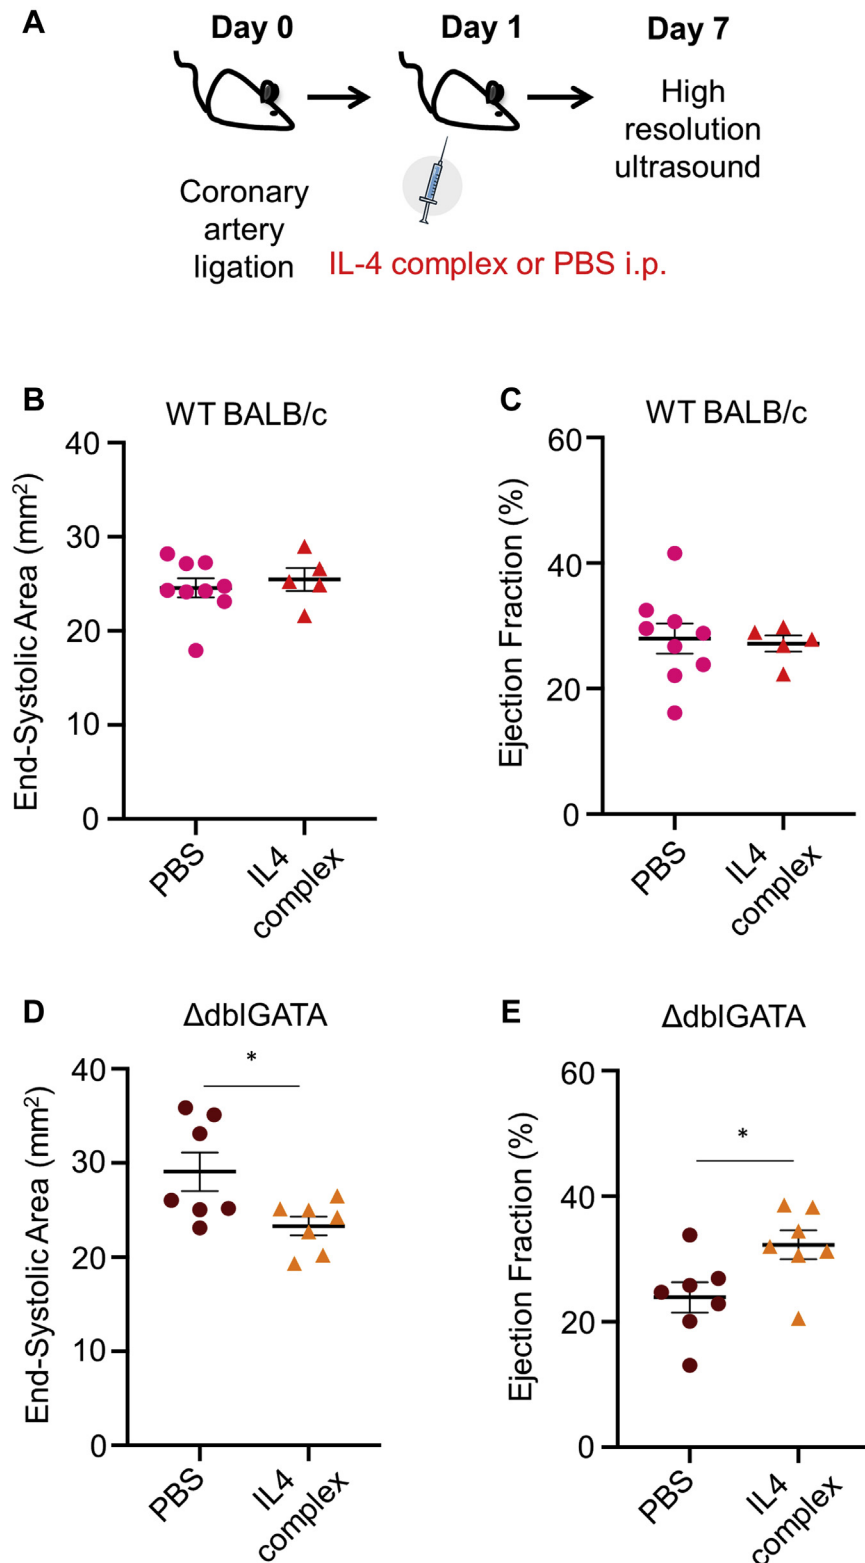 A
Day 0
Day 1
Day 7
Coronary
artery
ligation
IL-4 complex or PBS i.p.
High
resolution
ultrasound
B
WT BALB/c
End-Systolic Area (mm²)
40
30
20
10
0
PBS
IL4
complex
C
WT BALB/c
Ejection Fraction (%)
60
40
20
0
PBS
IL4
complex
D
ΔdblGATA
*
End-Systolic Area (mm²)
40
30
20
10
0
PBS
IL4
complex
E
ΔdblGATA
*
Ejection Fraction (%)
60
40
20
0
PBS
IL4
complex